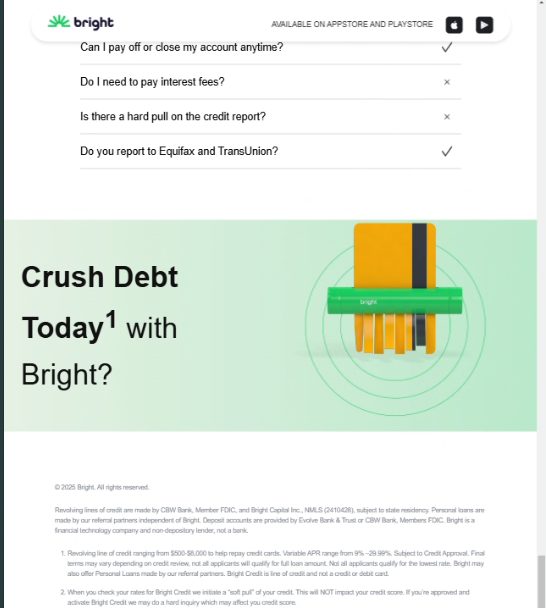 bright
AVAILABLE ON APPSTORE AND PLAYSTORE
Can I pay off or close my account anytime?
Do I need to pay interest fees?
Is there a hard pull on the credit report?
Do you report to Equifax and TransUnion?
Crush Debt
Today1 with
Bright?
bright
© 2025 Bright. All rights reserved.
Revolving lines of credit are made by CBW Bank, Member FDIC, and Bright Capital Inc., NMLS (2410428), subject to state residency. Personal loans are
made by our referral partners independent of Bright. Deposit accounts are provided by Evolve Bank & Trust or CBW Bank, Members FDIC. Bright is a
financial technology company and non-depository lender, not a bank.
1. Revolving line of credit ranging from $500-$8,000 to help repay credit cards. Variable APR range from 9% –29.99%. Subject to Credit Approval. Final
terms may vary depending on credit review, not all applicants will qualify for full loan amount. Not all applicants qualify for the lowest rate. Bright may
also offer Personal Loans made by our referral partners. Bright Credit is line of credit and not a credit or debit card.
2. When you check your rates for Bright Credit we initiate a “soft pull” of your credit. This will NOT impact your credit score. If you’re approved and
activate Bright Credit we may do a hard inquiry which may affect you credit score.